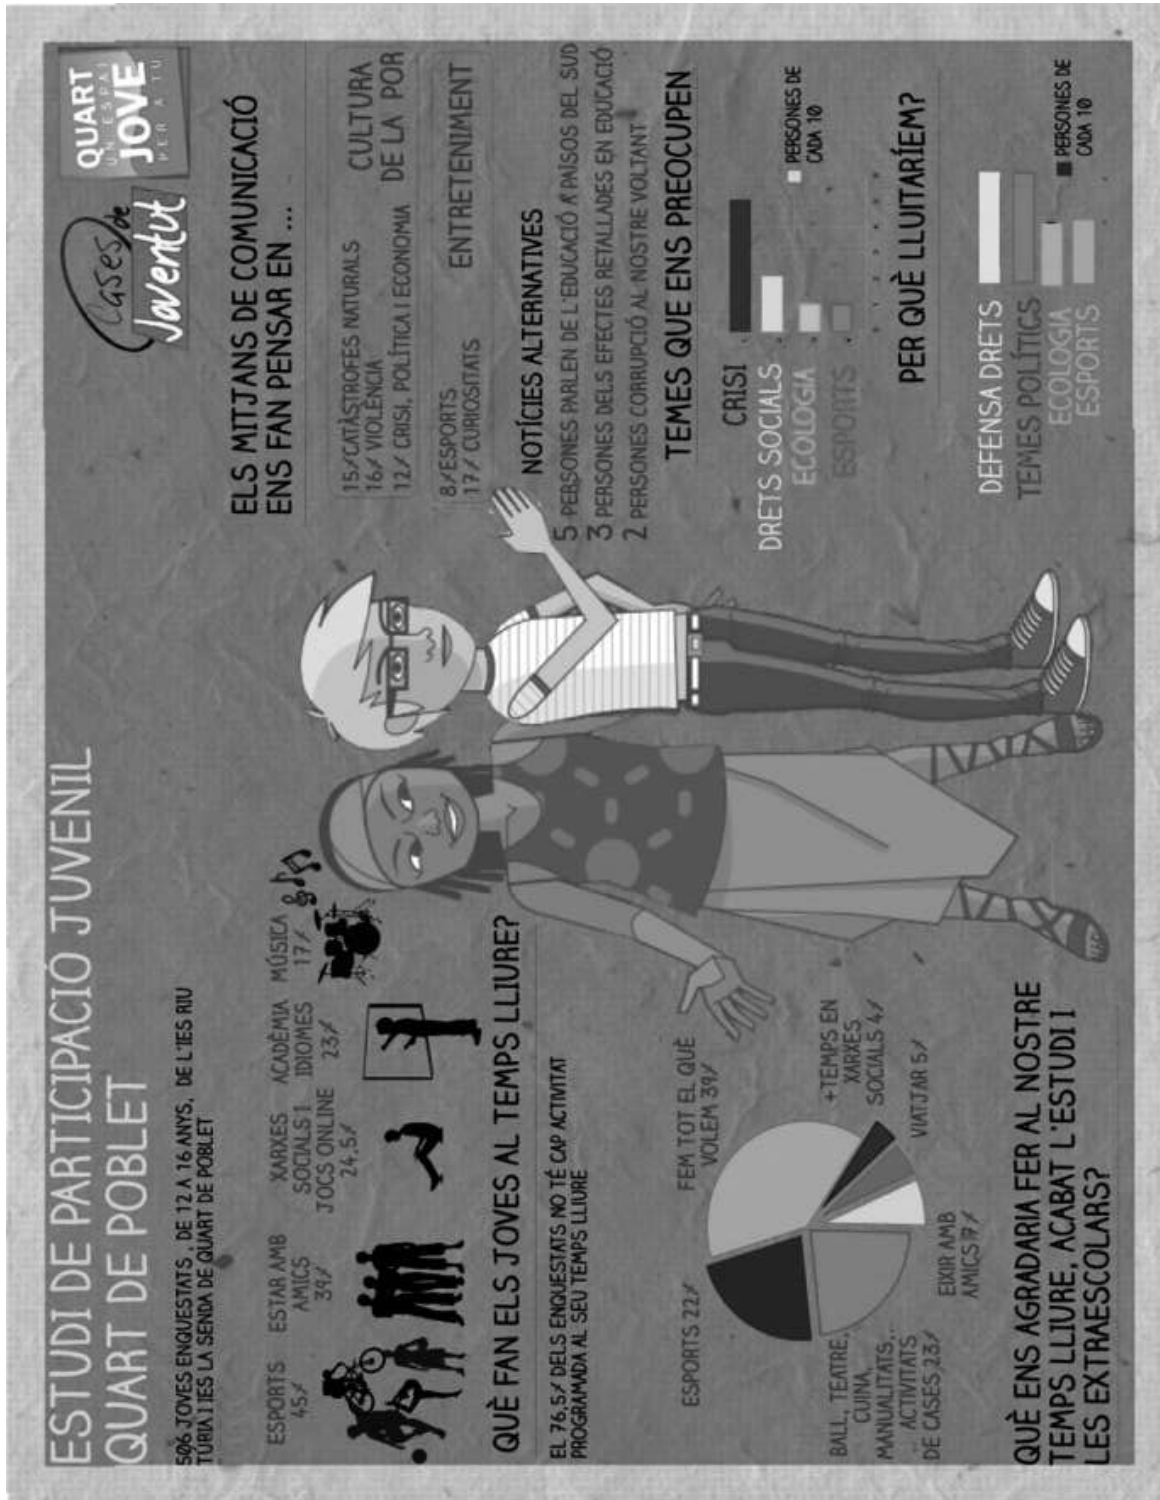 ESTUDI DE PARTICIPACIO JUVENIL
QUART DE POBLET
506 JOVES ENQUESTATS, DE 12 A 16 ANYS, DE L'IES RIU
TÚRIA I IES LA SENDA DE QUART DE POBLET
ESPORTS
45%
ESTAR AMB
AMICS
39%
XARXES
SOCIALS I
JOCS ONLINE
24,5%
ACADÈMIA
IDIOMES
23%
MÚSICA
17%
QUÈ FAN ELS JOVES AL TEMPS LLIURE?
EL 76,5% DELS ENQUESTATS NO TÉ CAP ACTIVITAT
PROGRAMADA AL SEU TEMPS LLIURE
ESPORTS 22%
FEM TOT EL QUÈ
VOLEM 39%
+TEMPS EN
XARXES
SOCIALS 4%
VIATJAR 5%
EIXIR AMB
AMICS
BALL, TEATRE,
CUINA,
MANUALITATS...
ACTIVITATS
DE CASES 23%
QUÈ ENS AGRADARIA FER AL NOSTRE
TEMPS LLIURE, ACABAT L'ESTUDI I
LES EXTRAESCOLARS?
Cases de
Joventut
QUART
UN ESPAI
JOVE
PER A TU
ELS MITJANS DE COMUNICACIÓ
ENS FAN PENSAR EN ...
15% CATÀSTROFES NATURALS
16% VIOLÈNCIA
12% CRISI, POLÍTICA I ECONOMIA
CULTURA
DE LA POR
8% ESPORTS
17% CURIOSITATS
ENTRETENIMENT
NOTÍCIES ALTERNATIVES
5 PERSONES PARLEN DE L'EDUCACIÓ A PAÏSOS DEL SUD
3 PERSONES DELS EFECTES RETALLADES EN EDUCACIÓ
2 PERSONES CORRUPCIÓ AL NOSTRE VOLTANT
TEMES QUE ENS PREOCUPEN
CRISI
DRETS SOCIALS
ECOLOGIA
ESPORTS
PERSONES DE
CADA 10
PER QUÈ LLUITARÍEM?
DEFENSA DRETS
TEMES POLÍTICS
ECOLOGIA
ESPORTS
PERSONES DE
CADA 10